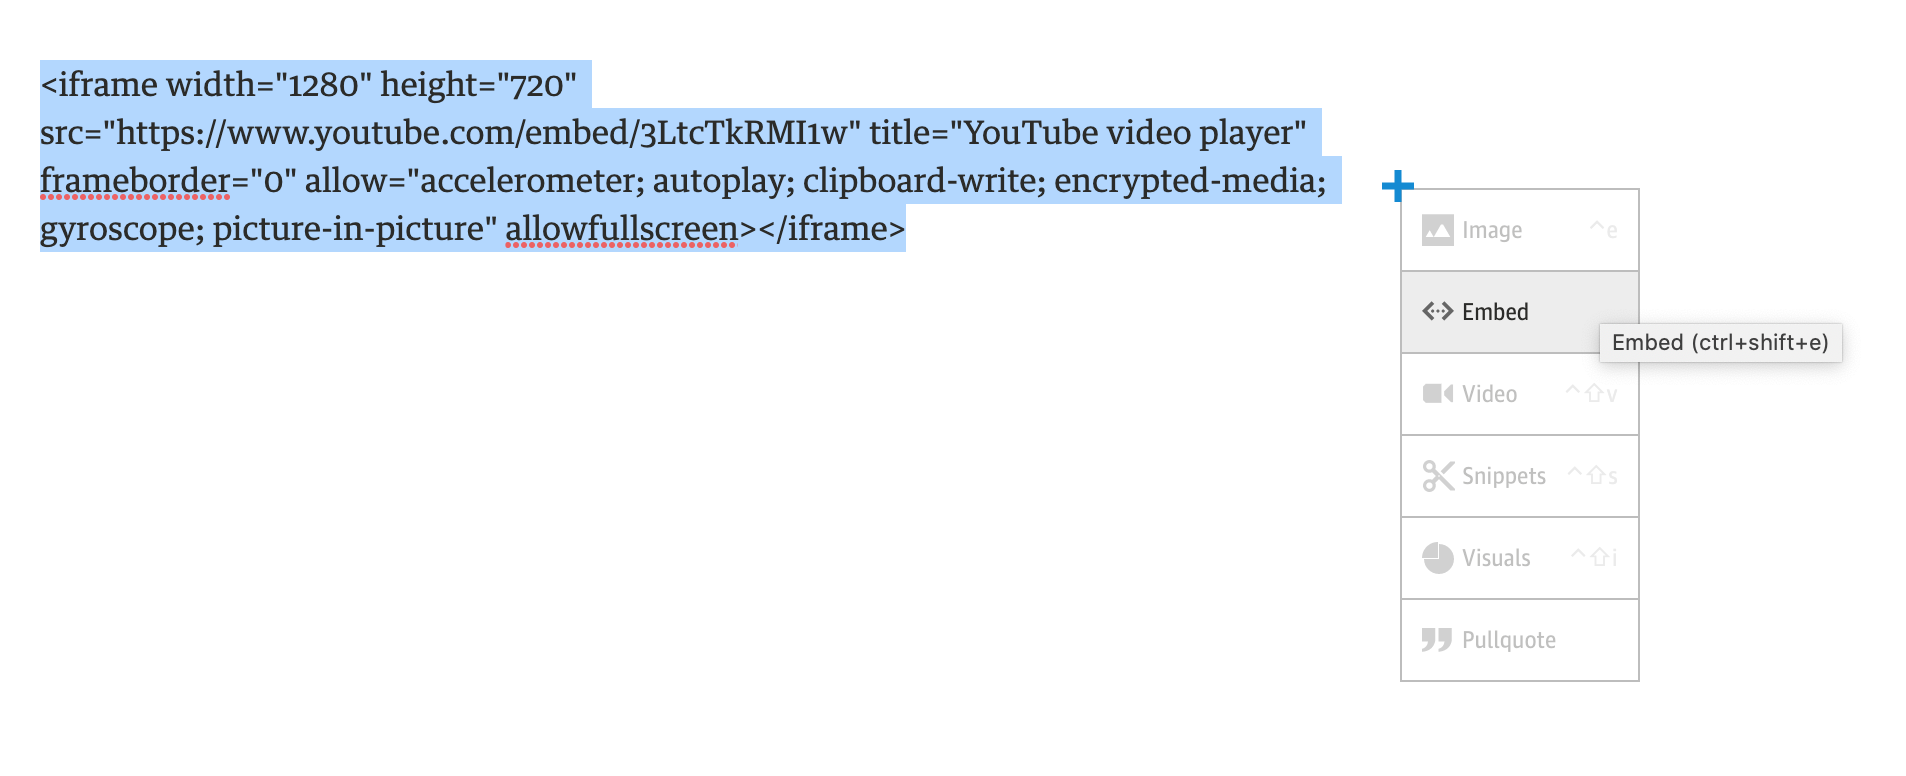 <iframe width="1280" height="720"
src="https://www.youtube.com/embed/3LtcTkRMI1w" title="YouTube video player"
frameborder="0" allow="accelerometer; autoplay; clipboard-write; encrypted-media;
gyroscope; picture-in-picture" allowfullscreen></iframe>
Image ^e
Embed
Embed (ctrl+shift+e)
Video ^⇧v
Snippets ^⇧s
Visuals ^⇧i
Pullquote